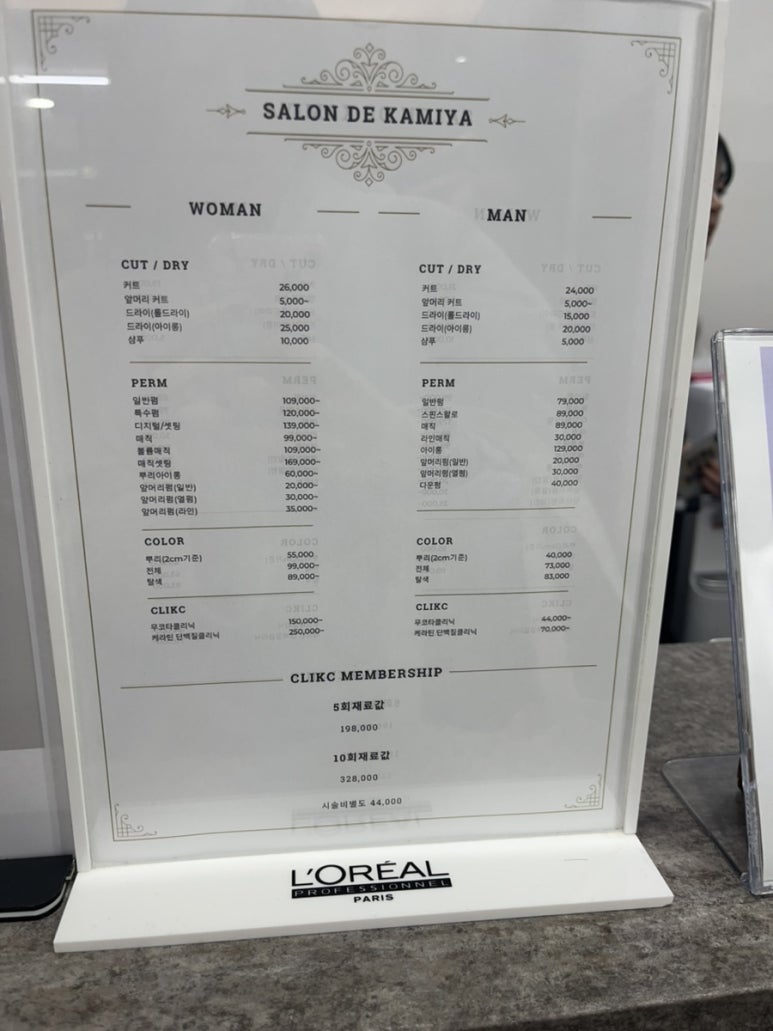 SALON DE KAMIYA
WOMAN
CUT / DRY
커트 26,000
앞머리 커트 5,000~
드라이(롤드라이) 20,000
드라이(아이롱) 25,000
샴푸 10,000
PERM
일반펌 109,000~
특수펌 120,000~
디지털/셋팅 139,000~
매직 99,000~
볼륨매직 109,000~
매직셋팅 169,000~
뿌리아이롱 60,000~
앞머리펌(일반) 20,000~
앞머리펌(열펌) 30,000~
앞머리펌(라인) 35,000~
COLOR
뿌리(2cm기준) 55,000
전체 99,000~
탈색 89,000~
CLIKC
무코타클리닉 150,000~
케라틴 단백질클리닉 250,000~
MAN
CUT / DRY
커트 24,000
앞머리 커트 5,000~
드라이(롤드라이) 15,000
드라이(아이롱) 20,000
샴푸 5,000
PERM
일반펌 79,000
스핀스왈로 89,000
매직 89,000
라인매직 30,000
아이롱 129,000
앞머리펌(일반) 20,000
앞머리펌(열펌) 30,000
다운펌 40,000
COLOR
뿌리(2cm기준) 40,000
전체 73,000
탈색 83,000
CLIKC
무코타클리닉 44,000~
케라틴 단백질클리닉 70,000~
CLIKC MEMBERSHIP
5회재료값
198,000
10회재료값
328,000
시술비별도 44,000
L'ORÉAL
PROFESSIONNEL
PARIS